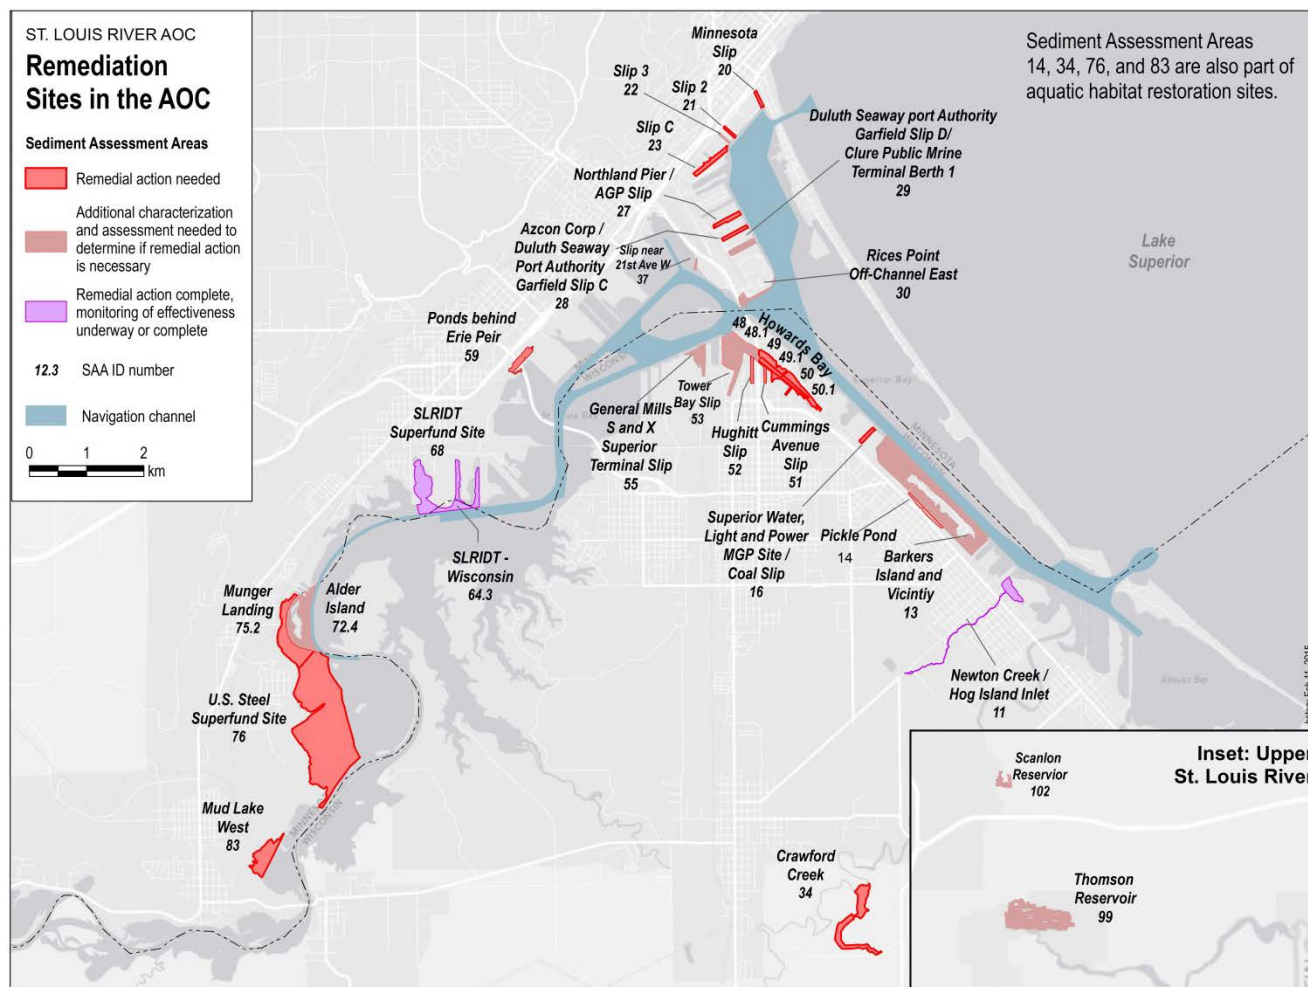 ST. LOUIS RIVER AOC
Remediation
Sites in the AOC
Sediment Assessment Areas
Remedial action needed
Additional characterization
and assessment needed to
determine if remedial action
is necessary
Remedial action complete,
monitoring of effectiveness
underway or complete
12.3 SAA ID number
Navigation channel
0 1 2
km
Sediment Assessment Areas
14, 34, 76, and 83 are also part of
aquatic habitat restoration sites.
Minnesota
Slip
20
Slip 3
22
Slip 2
21
Slip C
23
Duluth Seaway port Authority
Garfield Slip D/
Clure Public Mrine
Terminal Berth 1
29
Northland Pier /
AGP Slip
27
Azcon Corp /
Duluth Seaway
Port Authority
Garfield Slip C
28
Slip near
21st Ave W
37
Rices Point
Off-Channel East
30
Lake
Superior
Ponds behind
Erie Peir
59
Howards Bay
48
48.1
49
49.1
50
50.1
Superior Bay
WISCONSIN
MINNESOTA
WISCONSIN
SLRIDT
Superfund Site
68
General Mills
S and X
Superior
Terminal Slip
55
Tower
Bay Slip
53
Hughitt
Slip
52
Cummings
Avenue
Slip
51
Superior Water,
Light and Power
MGP Site /
Coal Slip
16
Pickle Pond
14
Barkers
Island and
Vicintiy
13
SLRIDT -
Wisconsin
64.3
Munger
Landing
75.2
Alder
Island
72.4
Newton Creek /
Hog Island Inlet
11
Allouez Bay
U.S. Steel
Superfund Site
76
Mud Lake
West
83
WISCONSIN
Crawford
Creek
34
Inset: Upper
St. Louis River
Scanlon
Reservior
102
Thomson
Reservoir
99